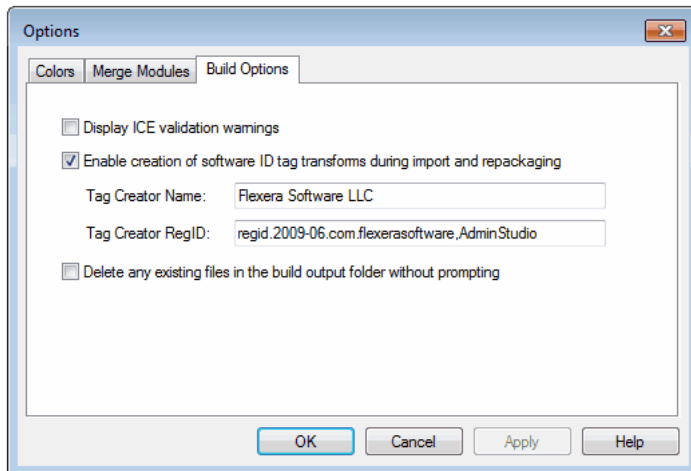 Options
Colors
Merge Modules
Build Options
Display ICE validation warnings
Enable creation of software ID tag transforms during import and repackaging
Tag Creator Name: Flexera Software LLC
Tag Creator RegID: regid.2009-06.com.flexerasoftware,AdminStudio
Delete any existing files in the build output folder without prompting
OK
Cancel
Apply
Help